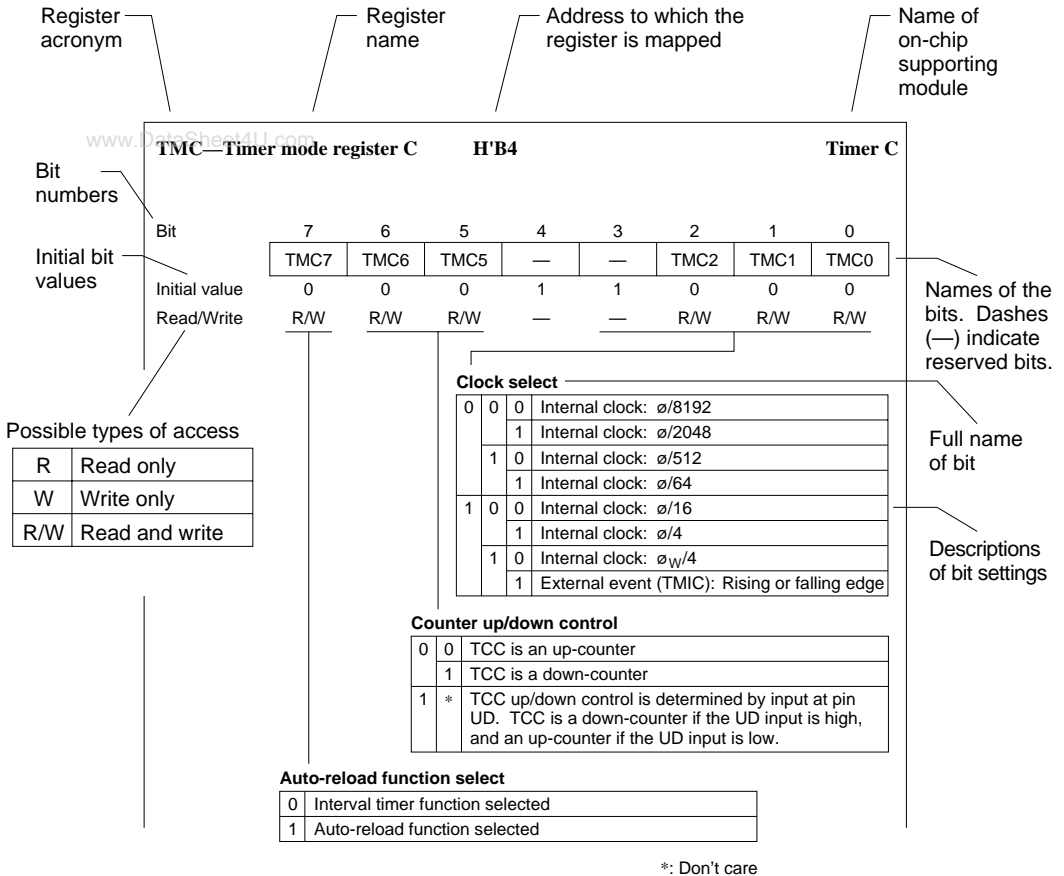 Register acronym
Register name
Address to which the register is mapped
Name of on-chip supporting module
www.DataSheet4U.com
TMC—Timer mode register C H'B4 Timer C
Bit numbers
Bit 7 6 5 4 3 2 1 0
TMC7 TMC6 TMC5 — — TMC2 TMC1 TMC0
Initial bit values
Initial value 0 0 0 1 1 0 0 0
Read/Write R/W R/W R/W — — R/W R/W R/W
Names of the bits. Dashes (—) indicate reserved bits.
Possible types of access
R Read only
W Write only
R/W Read and write
Clock select
0 0 0 Internal clock: ø/8192
1 Internal clock: ø/2048
1 0 Internal clock: ø/512
1 Internal clock: ø/64
1 0 0 Internal clock: ø/16
1 Internal clock: ø/4
1 0 Internal clock: øW/4
1 External event (TMIC): Rising or falling edge
Full name of bit
Descriptions of bit settings
Counter up/down control
0 0 TCC is an up-counter
1 TCC is a down-counter
1 * TCC up/down control is determined by input at pin
UD. TCC is a down-counter if the UD input is high,
and an up-counter if the UD input is low.
Auto-reload function select
0 Interval timer function selected
1 Auto-reload function selected
*: Don't care